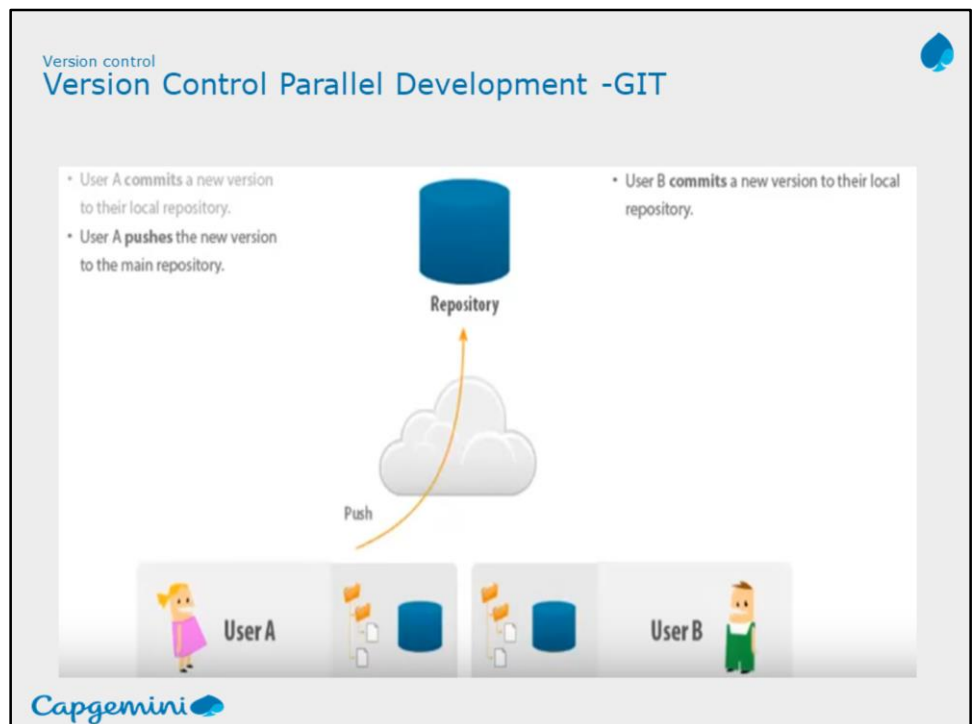 Version control
Version Control Parallel Development -GIT
• User A commits a new version
to their local repository.
• User A pushes the new version
to the main repository.
• User B commits a new version to their local
repository.
Repository
Push
User A
User B
Capgemini